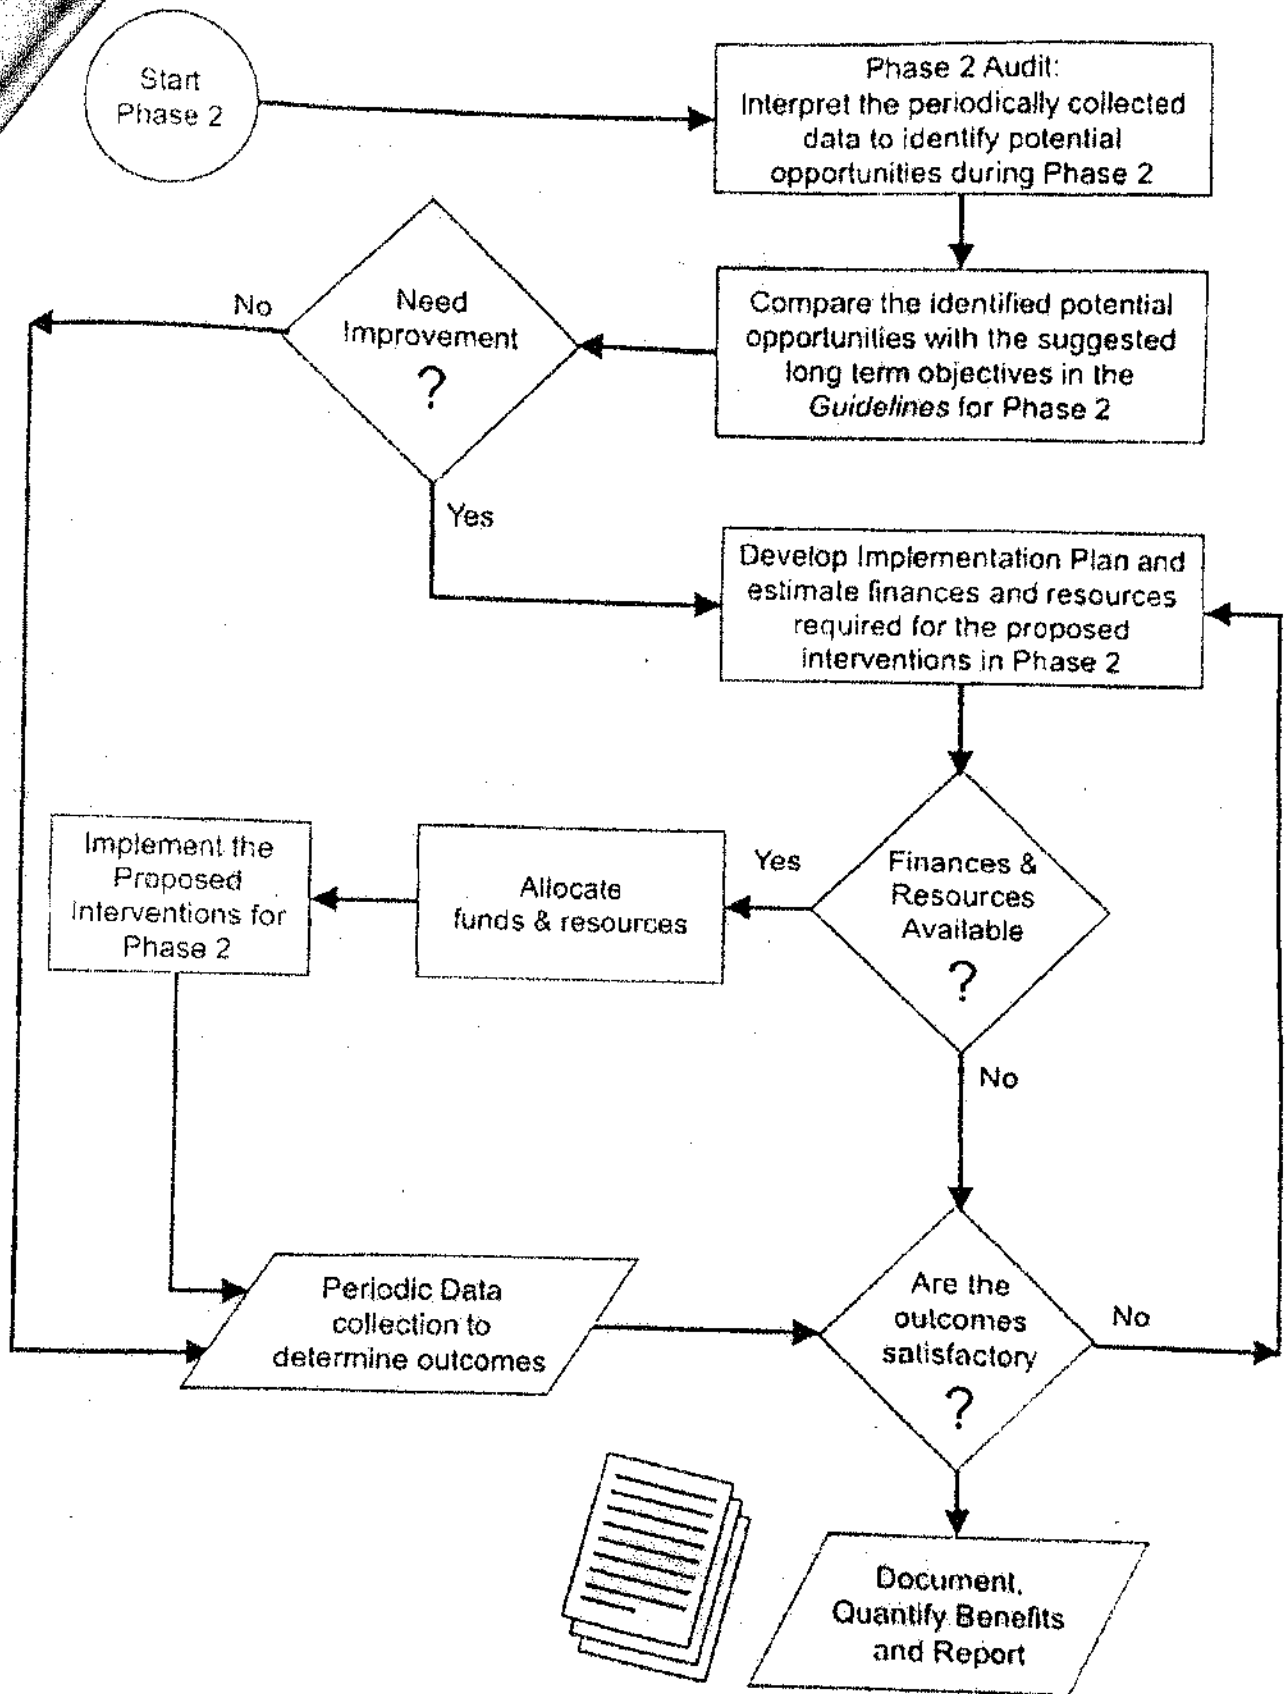 Start
Phase 2
Phase 2 Audit:
Interpret the periodically collected
data to identify potential
opportunities during Phase 2
Compare the identified potential
opportunities with the suggested
long term objectives in the
Guidelines for Phase 2
Need
Improvement
?
No
Yes
Develop Implementation Plan and
estimate finances and resources
required for the proposed
interventions in Phase 2
Finances &
Resources
Available
?
Yes
No
Allocate
funds & resources
Implement the
Proposed
Interventions for
Phase 2
Periodic Data
collection to
determine outcomes
Are the
outcomes
satisfactory
?
No
Document,
Quantify Benefits
and Report